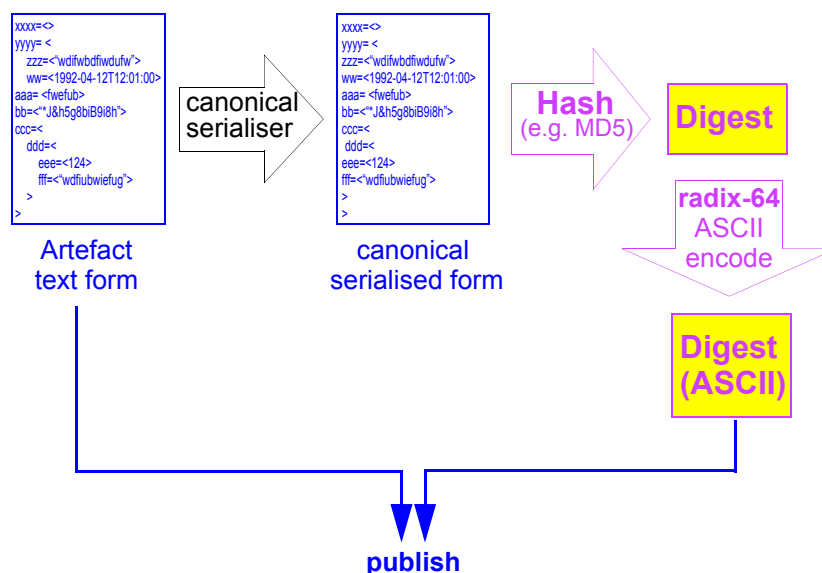 xxxx=<>
yyyy= <
zzz=<“wdifwbdfiwdufw”>
ww=<1992-04-12T12:01:00>
aaa= <fwefub>
bb=<“*J&h5g8biB9i8h”>
ccc=<
ddd=<
eee=<124>
fff=<“wdfiubwiefug”>
>
>
Artefact
text form
canonical
serialiser
xxxx=<>
yyyy= <
zzz=<“wdifwbdfiwdufw”>
ww=<1992-04-12T12:01:00>
aaa= <fwefub>
bb=<“*J&h5g8biB9i8h”>
ccc=<
ddd=<
eee=<124>
fff=<“wdfiubwiefug”>
>
>
canonical
serialised form
Hash
(e.g. MD5)
Digest
radix-64
ASCII
encode
Digest
(ASCII)
publish